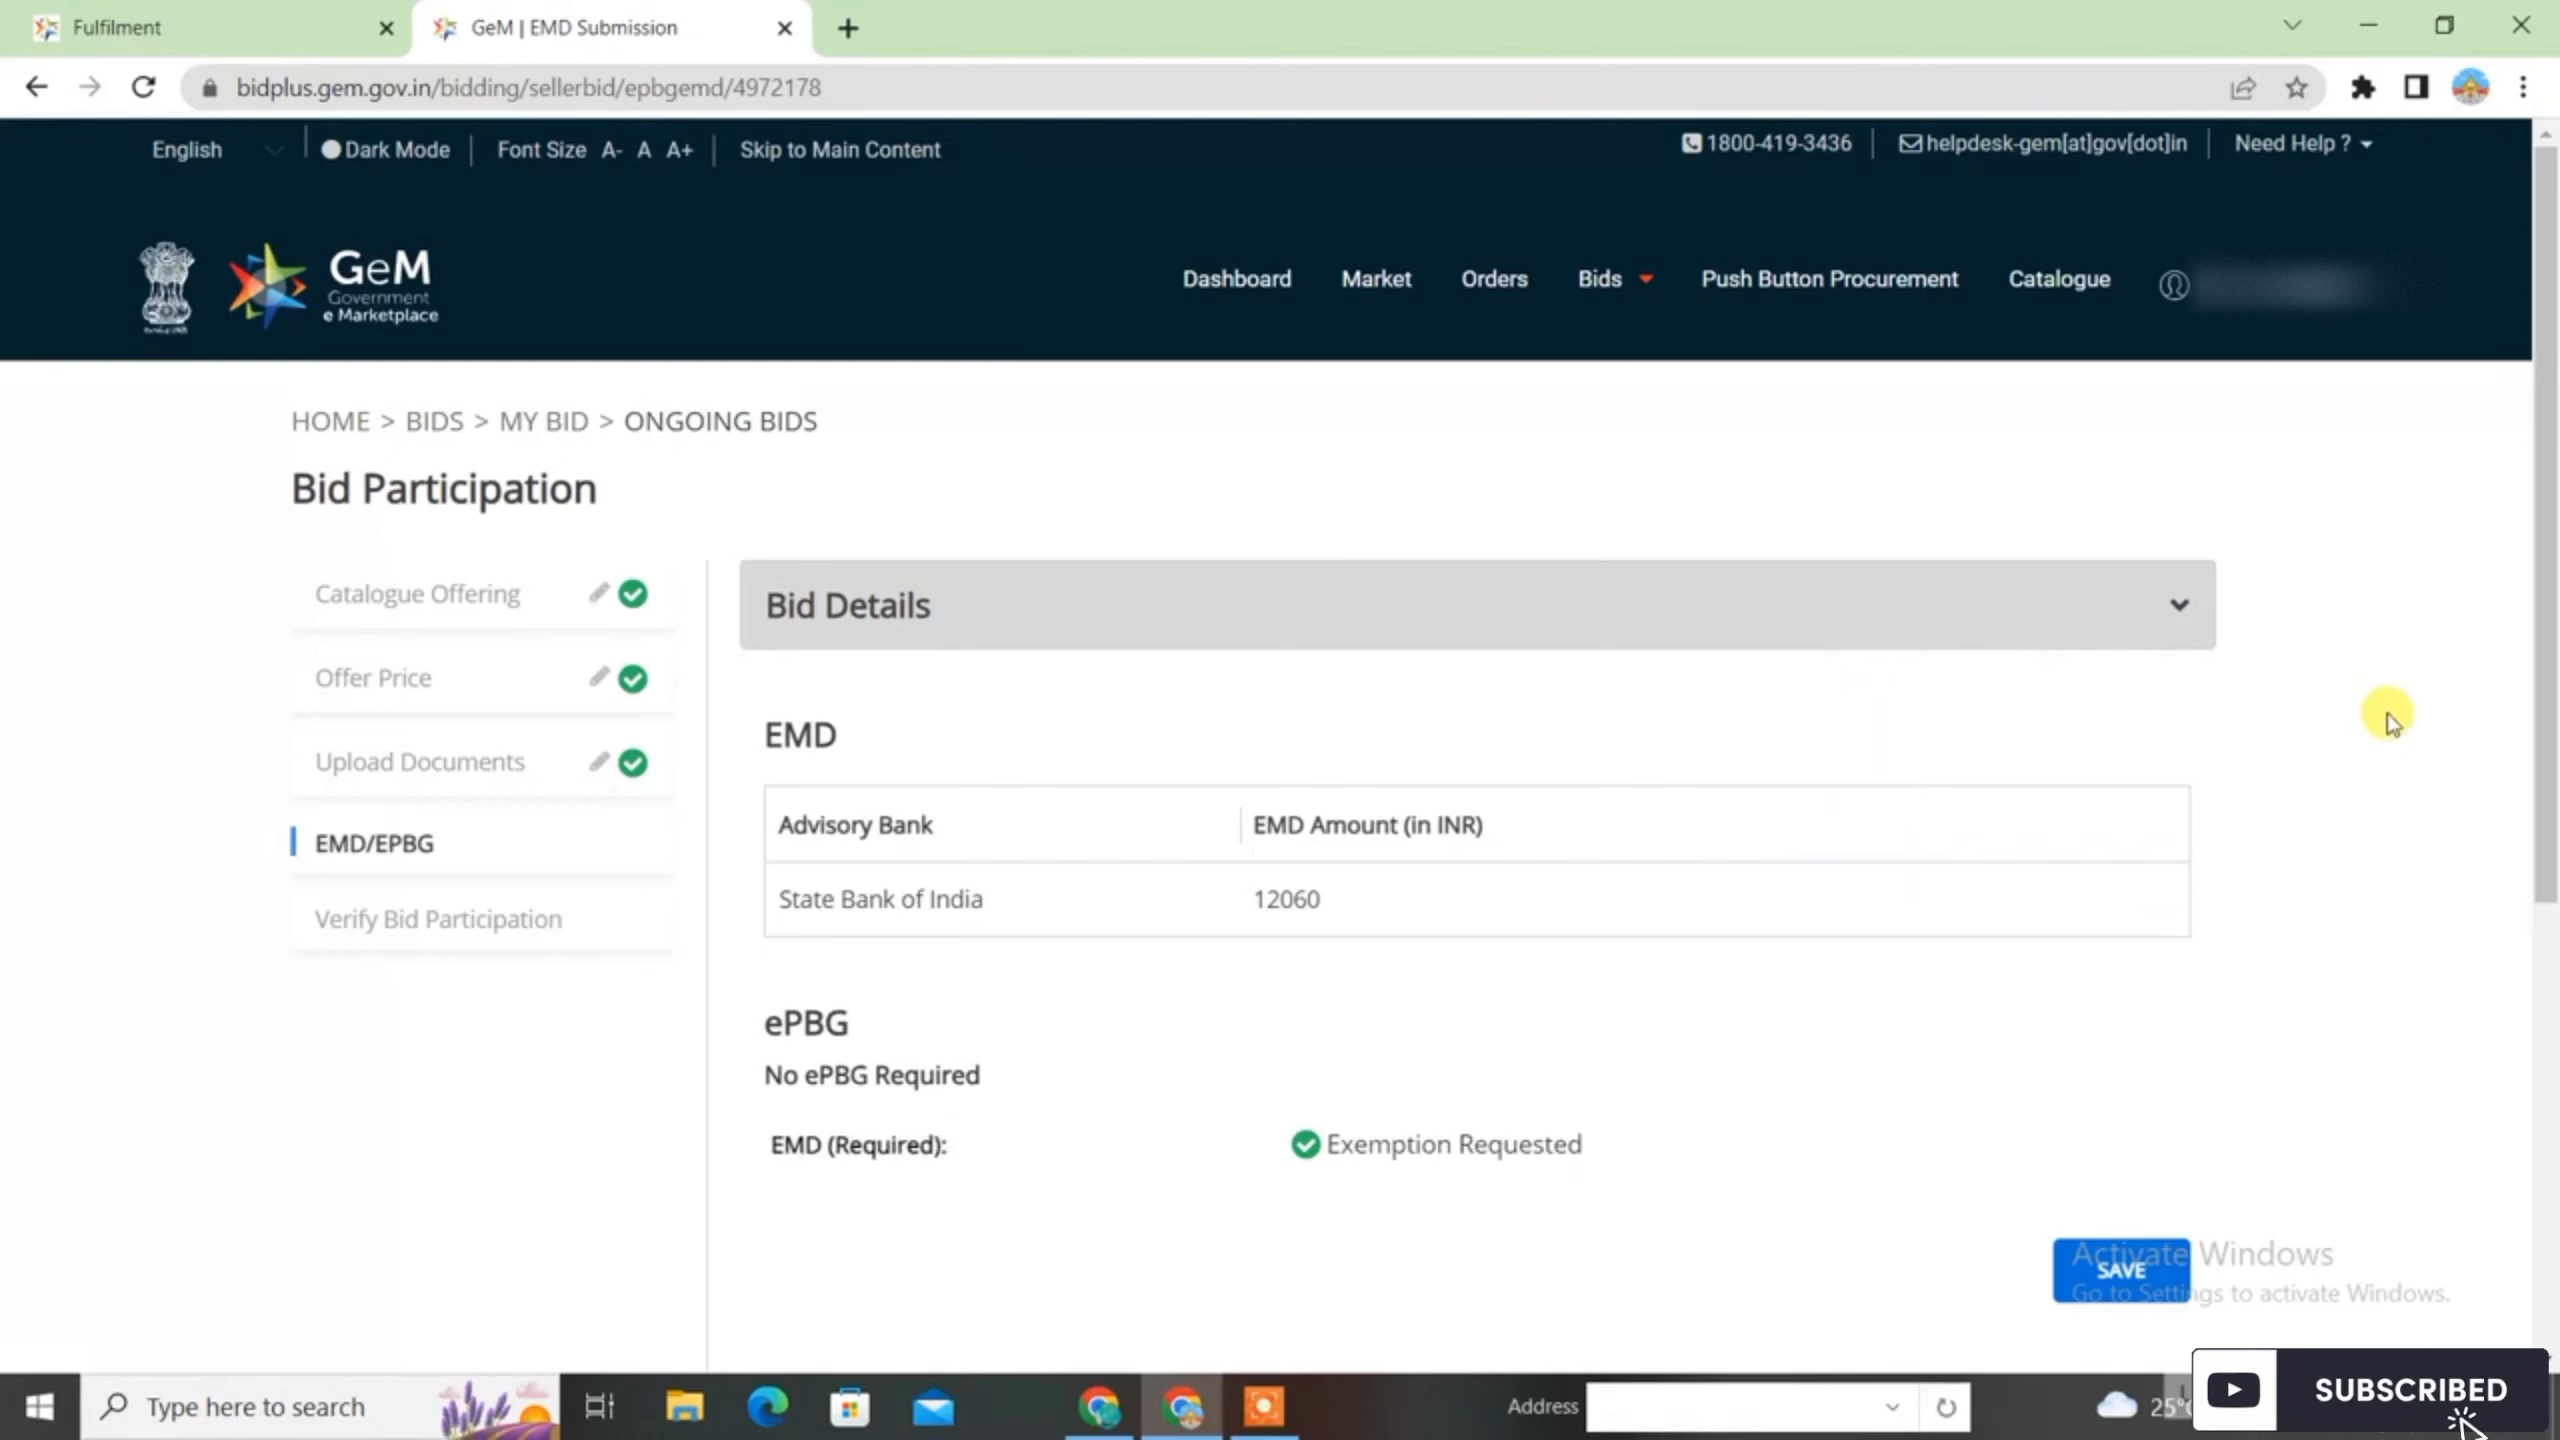 Fulfilment
GeM | EMD Submission
bidplus.gem.gov.in/bidding/sellerbid/epbgemd/4972178
English
Dark Mode
Font Size A- A A+
Skip to Main Content
1800-419-3436
helpdesk-gem[at]gov[dot]in
Need Help ?
GeM
Government
e Marketplace
Dashboard
Market
Orders
Bids
Push Button Procurement
Catalogue
HOME > BIDS > MY BID > ONGOING BIDS
Bid Participation
Catalogue Offering
Offer Price
Upload Documents
EMD/EPBG
Verify Bid Participation
Bid Details
EMD
Advisory Bank EMD Amount (in INR)
State Bank of India 12060
ePBG
No ePBG Required
EMD (Required): Exemption Requested
SAVE
Activate Windows
Go to Settings to activate Windows.
Type here to search
Address
25°
SUBSCRIBED